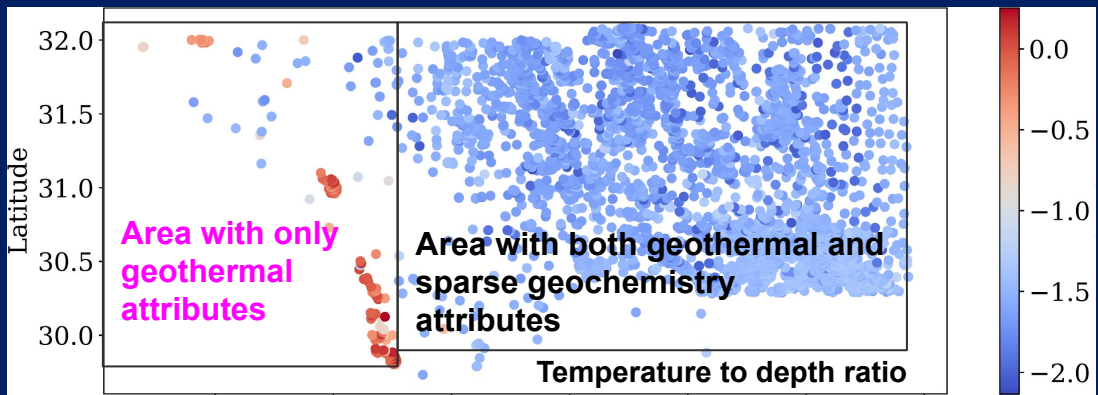 32.0
31.5
31.0
30.5
30.0
Latitude
Area with only
geothermal
attributes
Area with both geothermal and
sparse geochemistry
attributes
Temperature to depth ratio
0.0
−0.5
−1.0
−1.5
−2.0